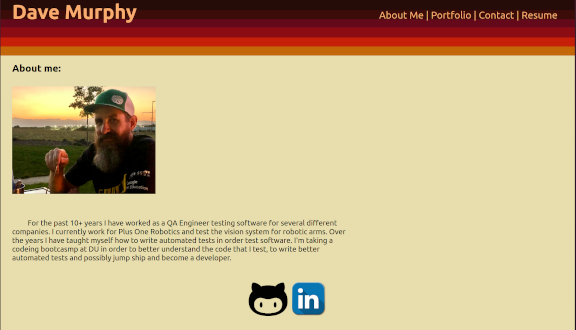 Dave Murphy
About Me | Portfolio | Contact | Resume
About me:
For the past 10+ years I have worked as a QA Engineer testing software for several different
companies. I currently work for Plus One Robotics and test the vision system for robotic arms. Over
the years I have taught myself how to write automated tests in order test software. I'm taking a
codeing bootcasmp at DU in order to better understand the code that I test, to write better
automated tests and possibly jump ship and become a developer.
in